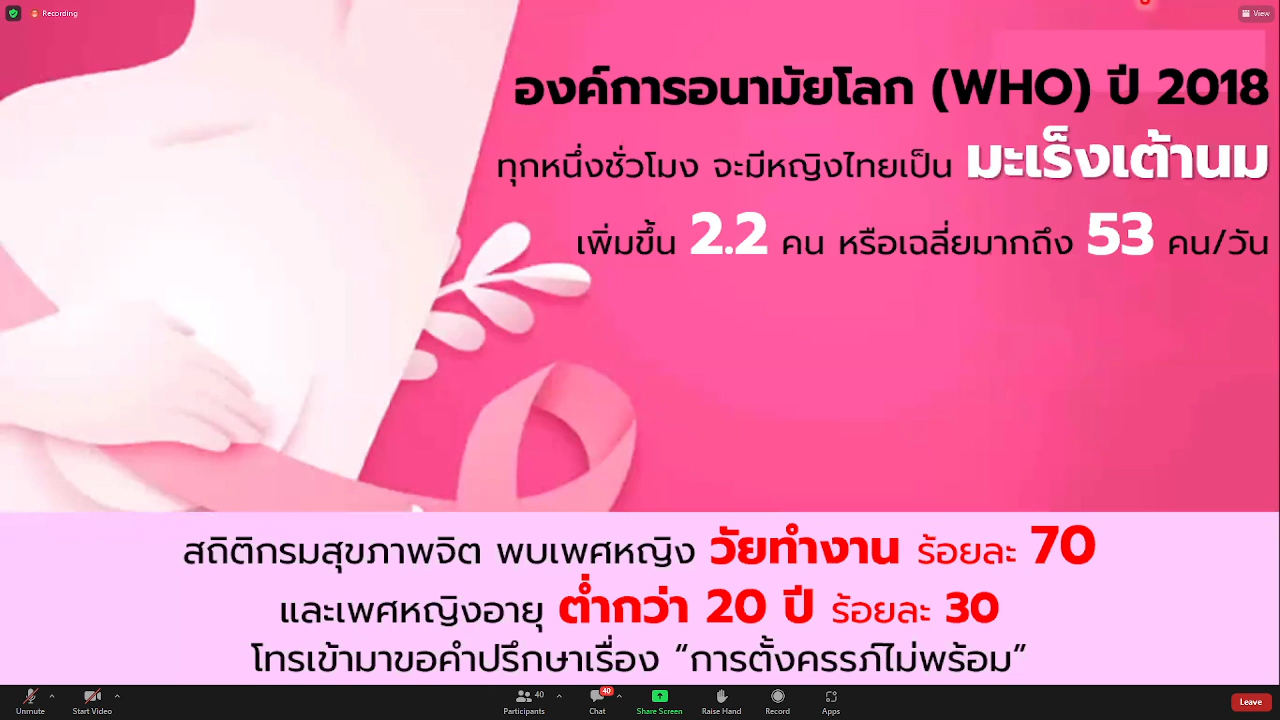 Recording
View
องค์การอนามัยโลก (WHO) ปี 2018
ทุกหนึ่งชั่วโมง จะมีหญิงไทยเป็น มะเร็งเต้านม
เพิ่มขึ้น 2.2 คน หรือเฉลี่ยมากถึง 53 คน/วัน
สถิติกรมสุขภาพจิต พบเพศหญิง วัยทำงาน ร้อยละ 70
และเพศหญิงอายุ ต่ำกว่า 20 ปี ร้อยละ 30
โทรเข้ามาขอคำปรึกษาเรื่อง “การตั้งครรภ์ไม่พร้อม”
40 40
Unmute Start Video Participants Chat Share Screen Raise Hand Record Apps Leave